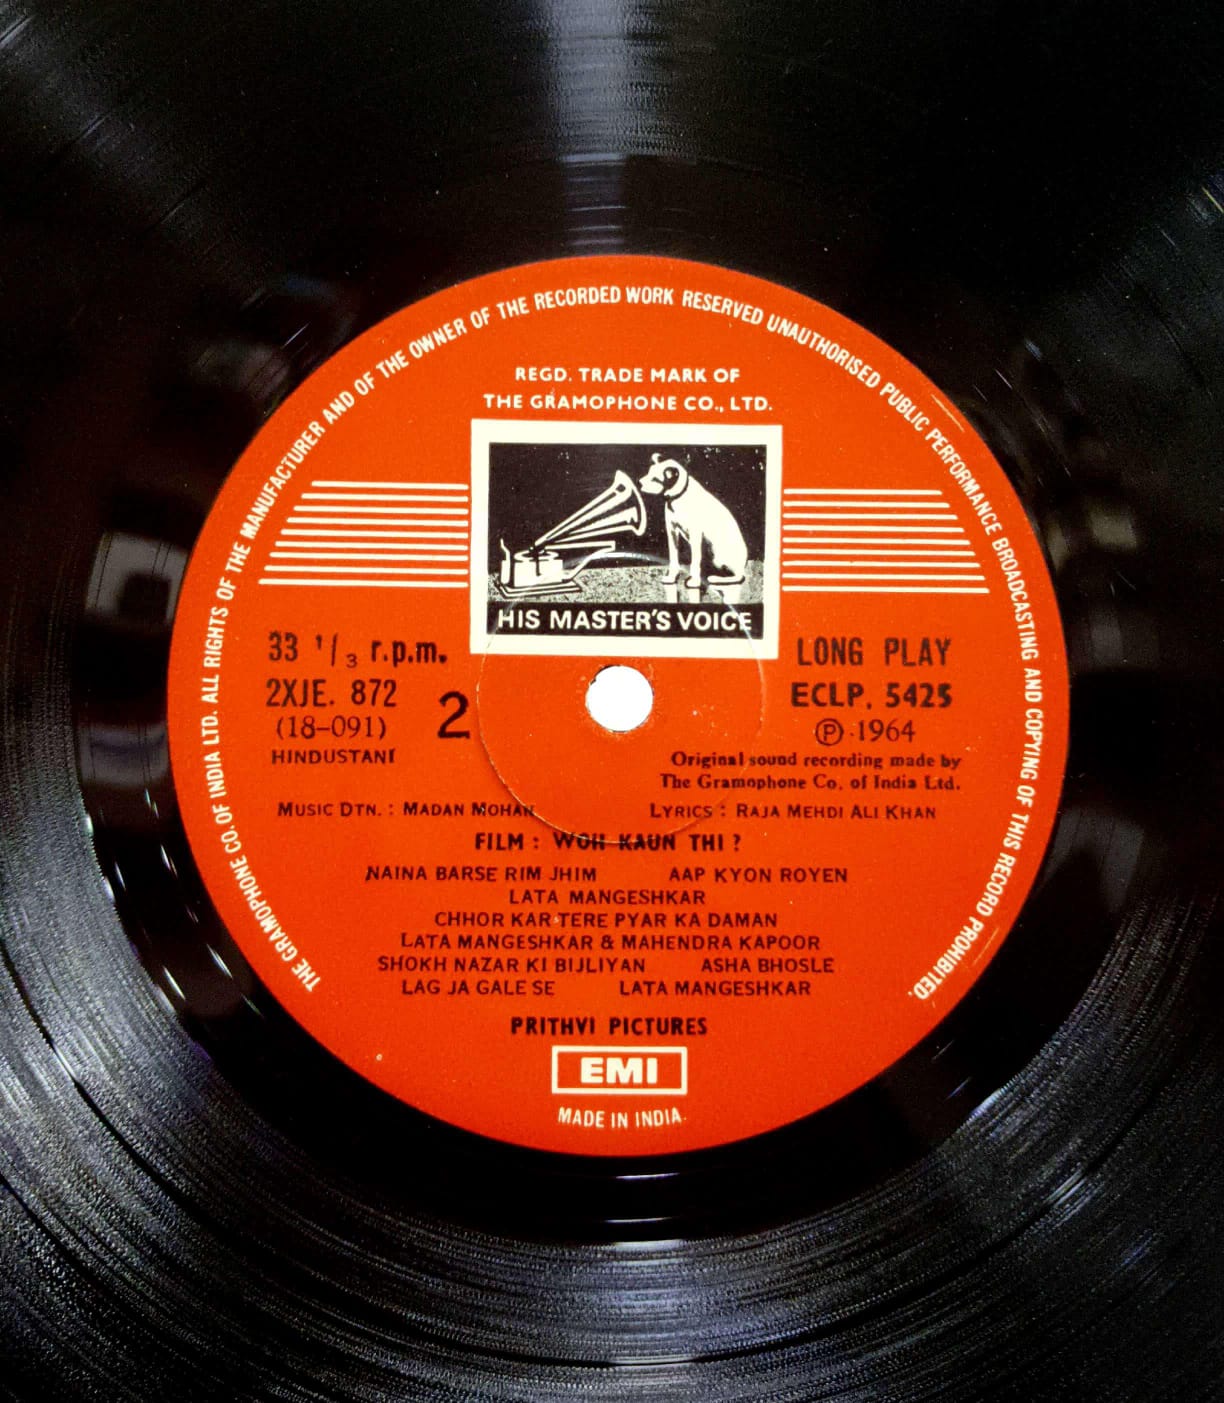 THE GRAMOPHONE CO. OF INDIA LTD. ALL RIGHTS OF THE MANUFACTURER AND OF THE OWNER OF THE RECORDED WORK RESERVED UNAUTHORISED PUBLIC PERFORMANCE BROADCASTING AND COPYING OF THIS RECORD PROHIBITED.
REGD. TRADE MARK OF
THE GRAMOPHONE CO., LTD.
HIS MASTER'S VOICE
33 1/3 r.p.m. LONG PLAY
2XJE. 872 2 ECLP. 5425
(18-091) Ⓟ 1964
HINDUSTANI Original sound recording made by
The Gramophone Co. of India Ltd.
MUSIC DTN. : MADAN MOHAN LYRICS : RAJA MEHDI ALI KHAN
FILM : WOH KAUN THI ?
NAINA BARSE RIM JHIM AAP KYON ROYEN
LATA MANGESHKAR
CHHOR KAR TERE PYAR KA DAMAN
LATA MANGESHKAR & MAHENDRA KAPOOR
SHOKH NAZAR KI BIJLIYAN ASHA BHOSLE
LAG JA GALE SE LATA MANGESHKAR
PRITHVI PICTURES
EMI
MADE IN INDIA.